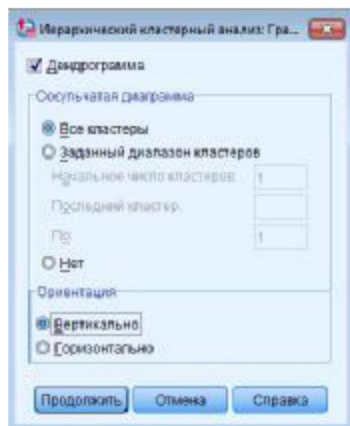 Иерархический кластерный анализ: Гра...
Дендрограмма
Сосульчатая диаграмма
Все кластеры
Заданный диапазон кластеров
Начальное число кластеров: 1
Последний кластер:
По: 1
Нет
Ориентация
Вертикально
Горизонтально
Продолжить Отмена Справка